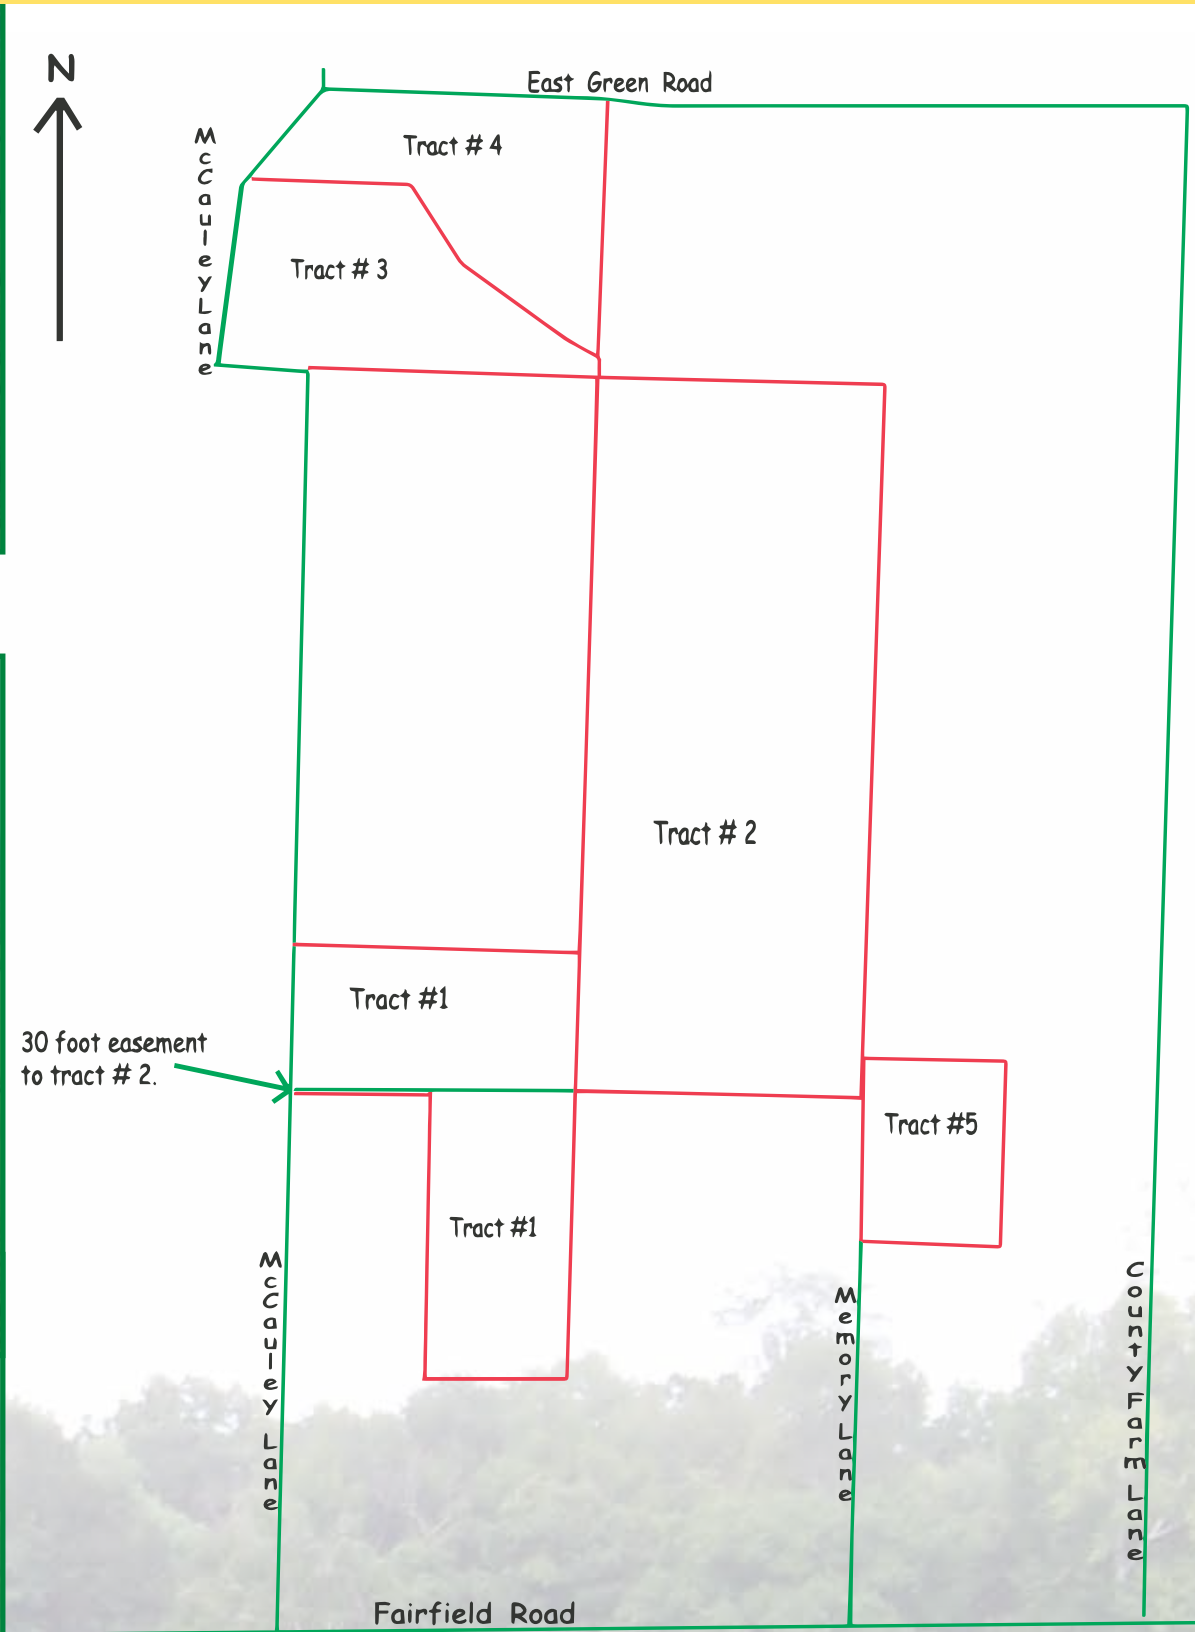 N
East Green Road
McCauley Lane
Tract # 4
Tract # 3
Tract # 2
Tract #1
30 foot easement
to tract # 2.
Tract #5
Tract #1
McCauley Lane
Memory Lane
County Farm Lane
Fairfield Road